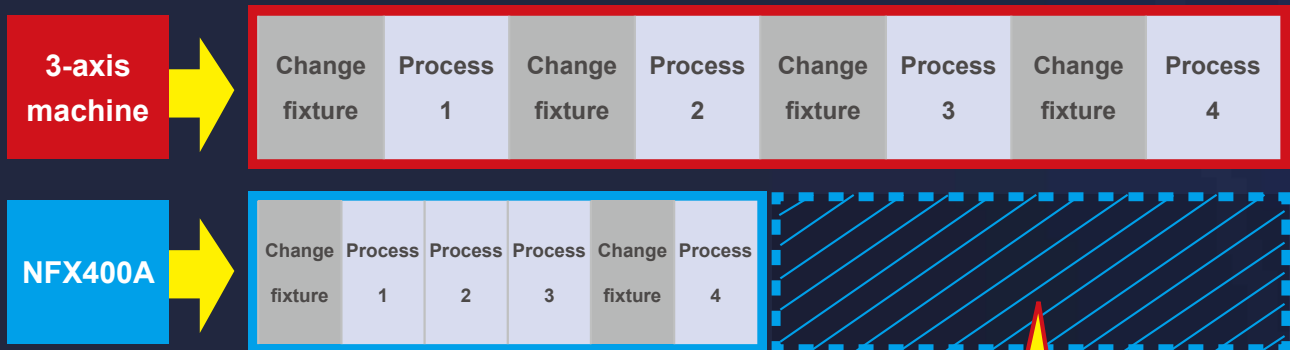 3-axis
machine
Change Process Change Process Change Process Change Process
fixture 1 fixture 2 fixture 3 fixture 4
NFX400A
Change Process Process Process Change Process
fixture 1 2 3 fixture 4